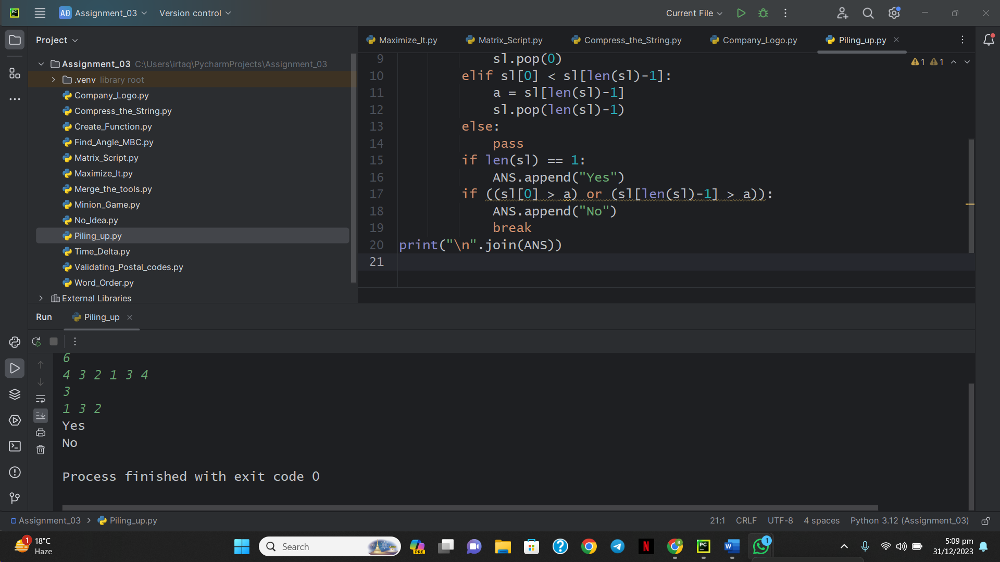 PC
A0 Assignment_03
Version control
Current File
Project
Maximize_It.py
Matrix_Script.py
Compress_the_String.py
Company_Logo.py
Piling_up.py
Assignment_03 C:\Users\irtaq\PycharmProjects\Assignment_03
.venv library root
Company_Logo.py
Compress_the_String.py
Create_Function.py
Find_Angle_MBC.py
Matrix_Script.py
Maximize_It.py
Merge_the_tools.py
Minion_Game.py
No_Idea.py
Piling_up.py
Time_Delta.py
Validating_Postal_codes.py
Word_Order.py
External Libraries
1 1
9 sl.pop(0)
10 elif sl[0] < sl[len(sl)-1]:
11 a = sl[len(sl)-1]
12 sl.pop(len(sl)-1)
13 else:
14 pass
15 if len(sl) == 1:
16 ANS.append("Yes")
17 if ((sl[0] > a) or (sl[len(sl)-1] > a)):
18 ANS.append("No")
19 break
20 print("\n".join(ANS))
21
Run
Piling_up
6
4 3 2 1 3 4
3
1 3 2
Yes
No
Process finished with exit code 0
Assignment_03 > Piling_up.py
21:1 CRLF UTF-8 4 spaces Python 3.12 (Assignment_03)
1
18°C
Haze
Search
PRE
N
B
PC
W
1
5:09 pm
31/12/2023